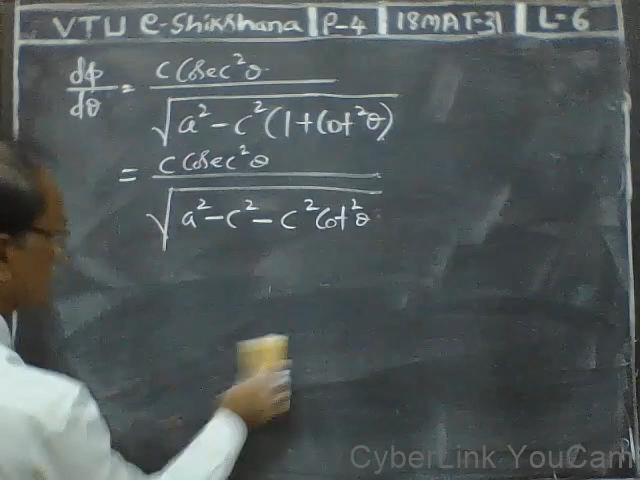 VTU e-Shikshana | P-4 | 18MAT-31 | L-6
dφ/dθ = c cosec²θ / √(a² - c²(1 + cot²θ))
= c cosec²θ / √(a² - c² - c² cot²θ)
CyberLink YouCam